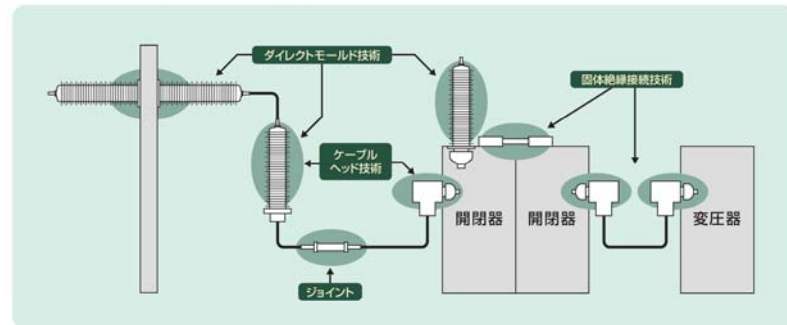 ダイレクトモールド技術
固体絶縁接続技術
ケーブル
ヘッド技術
開閉器
開閉器
変圧器
ジョイント